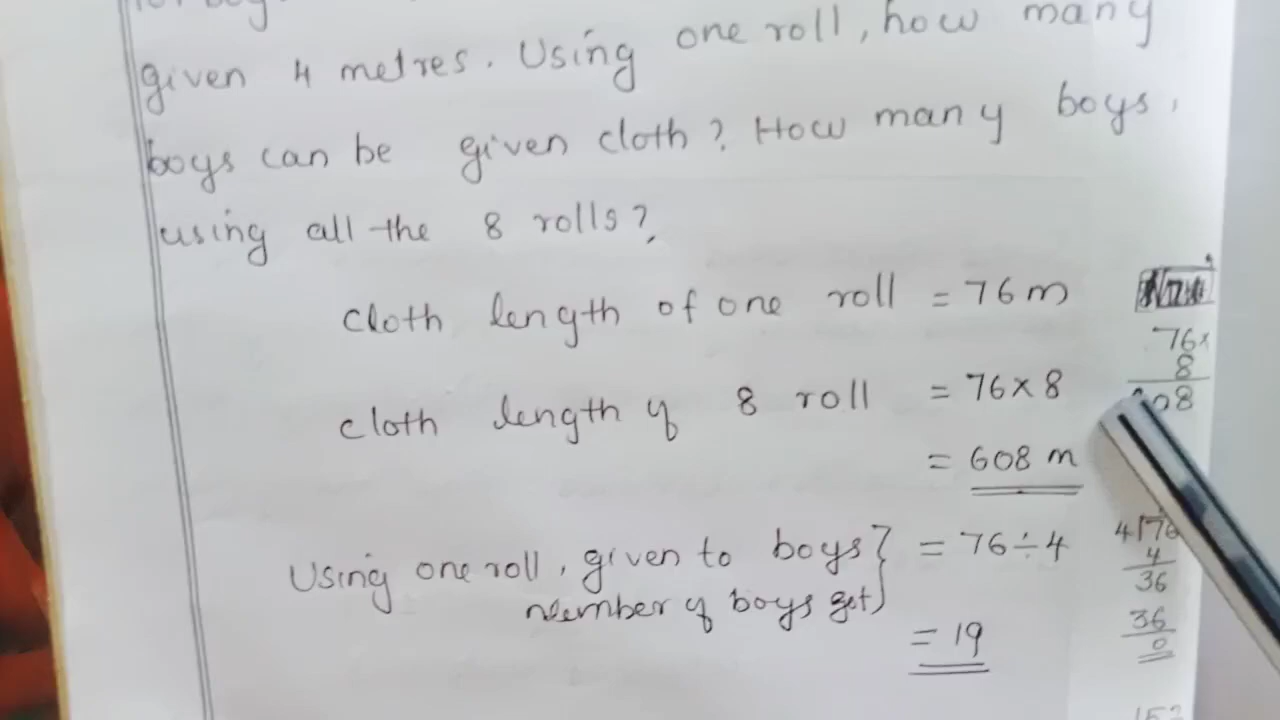 given 4 metres. Using one roll, how many
boys can be given cloth? How many boys,
using all the 8 rolls?
cloth length of one roll = 76 m
cloth length of 8 roll = 76 × 8
= 608 m
Using one roll, given to boys } = 76 ÷ 4
number of boys get
= 19
76 ×
8
08
4 76
4
36
36
0